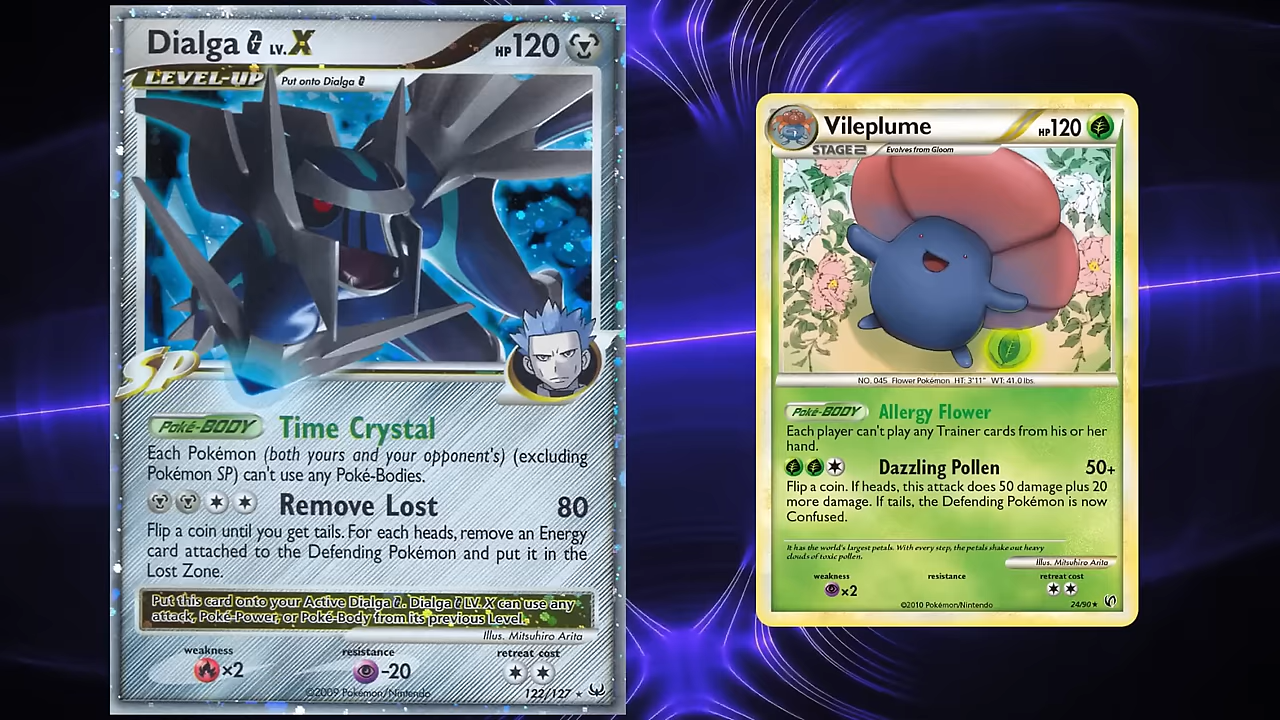 Dialga G LV.X
HP 120
LEVEL-UP Put onto Dialga G
SP
Poké-BODY Time Crystal
Each Pokémon (both yours and your opponent's) (excluding
Pokémon SP) can't use any Poké-Bodies.
Remove Lost 80
Flip a coin until you get tails. For each heads, remove an Energy
card attached to the Defending Pokémon and put it in the
Lost Zone.
Put this card onto your Active Dialga G. Dialga G LV.X can use any
attack, Poké-Power, or Poké-Body from its previous Level.
Illus. Mitsuhiro Arita
weakness resistance retreat cost
×2 -20
©2009 Pokémon/Nintendo 122/127
Vileplume HP 120
STAGE 2 Evolves from Gloom
NO. 045 Flower Pokémon HT: 3'11" WT: 41.0 lbs.
Poké-BODY Allergy Flower
Each player can't play any Trainer cards from his or her
hand.
Dazzling Pollen 50+
Flip a coin. If heads, this attack does 50 damage plus 20
more damage. If tails, the Defending Pokémon is now
Confused.
It has the world's largest petals. With every step, the petals shake out heavy
clouds of toxic pollen.
Illus. Mitsuhiro Arita
weakness resistance retreat cost
×2
©2010 Pokémon/Nintendo 24/90